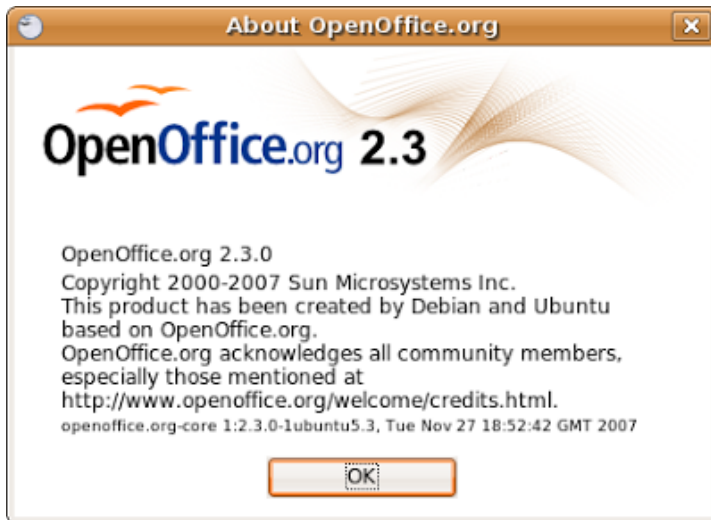 About OpenOffice.org
OpenOffice.org 2.3
OpenOffice.org 2.3.0
Copyright 2000-2007 Sun Microsystems Inc.
This product has been created by Debian and Ubuntu
based on OpenOffice.org.
OpenOffice.org acknowledges all community members,
especially those mentioned at
http://www.openoffice.org/welcome/credits.html.
openoffice.org-core 1:2.3.0-1ubuntu5.3, Tue Nov 27 18:52:42 GMT 2007
OK